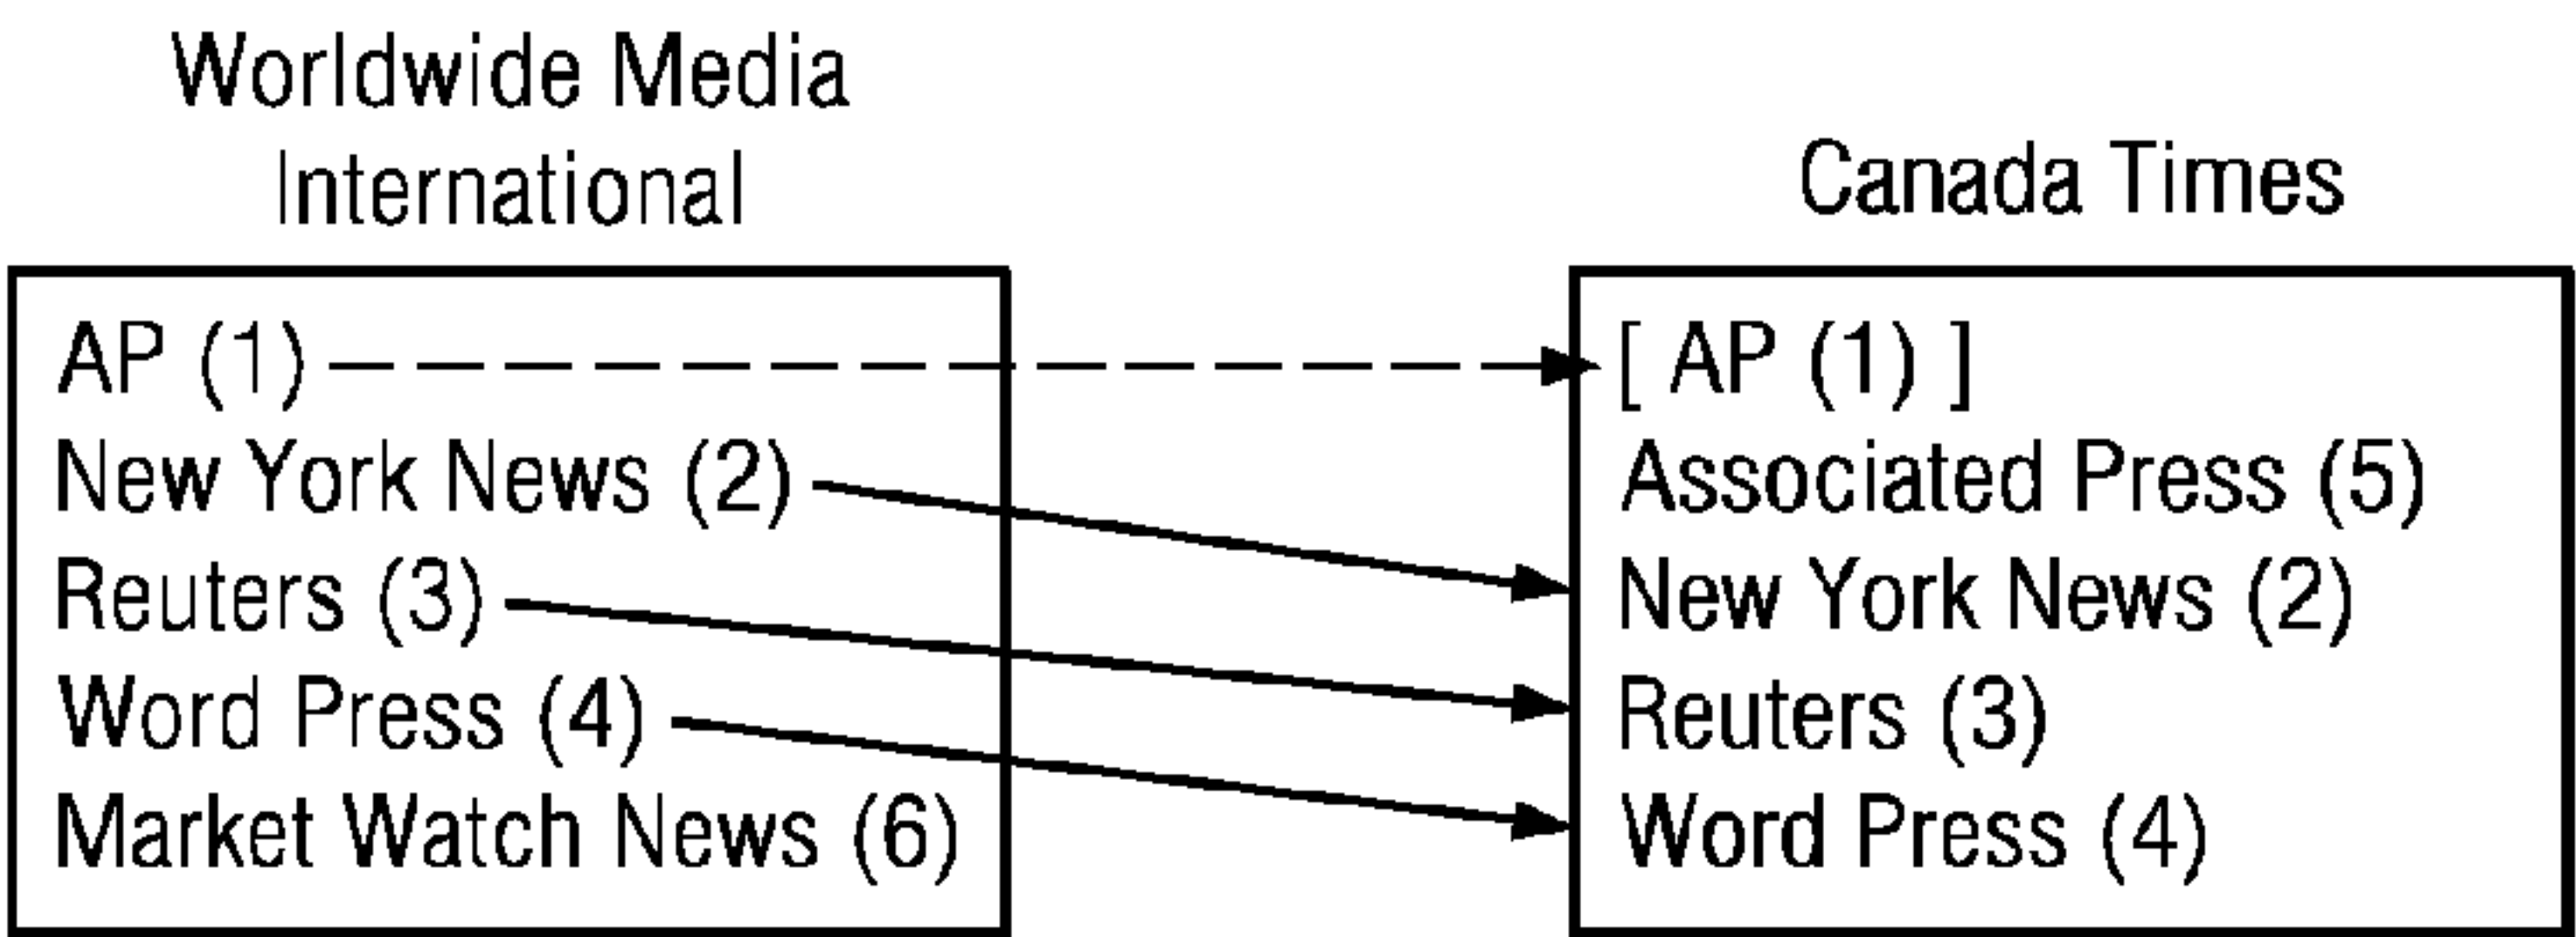 Worldwide Media
International
AP (1)
New York News (2)
Reuters (3)
Word Press (4)
Market Watch News (6)
Canada Times
[ AP (1) ]
Associated Press (5)
New York News (2)
Reuters (3)
Word Press (4)